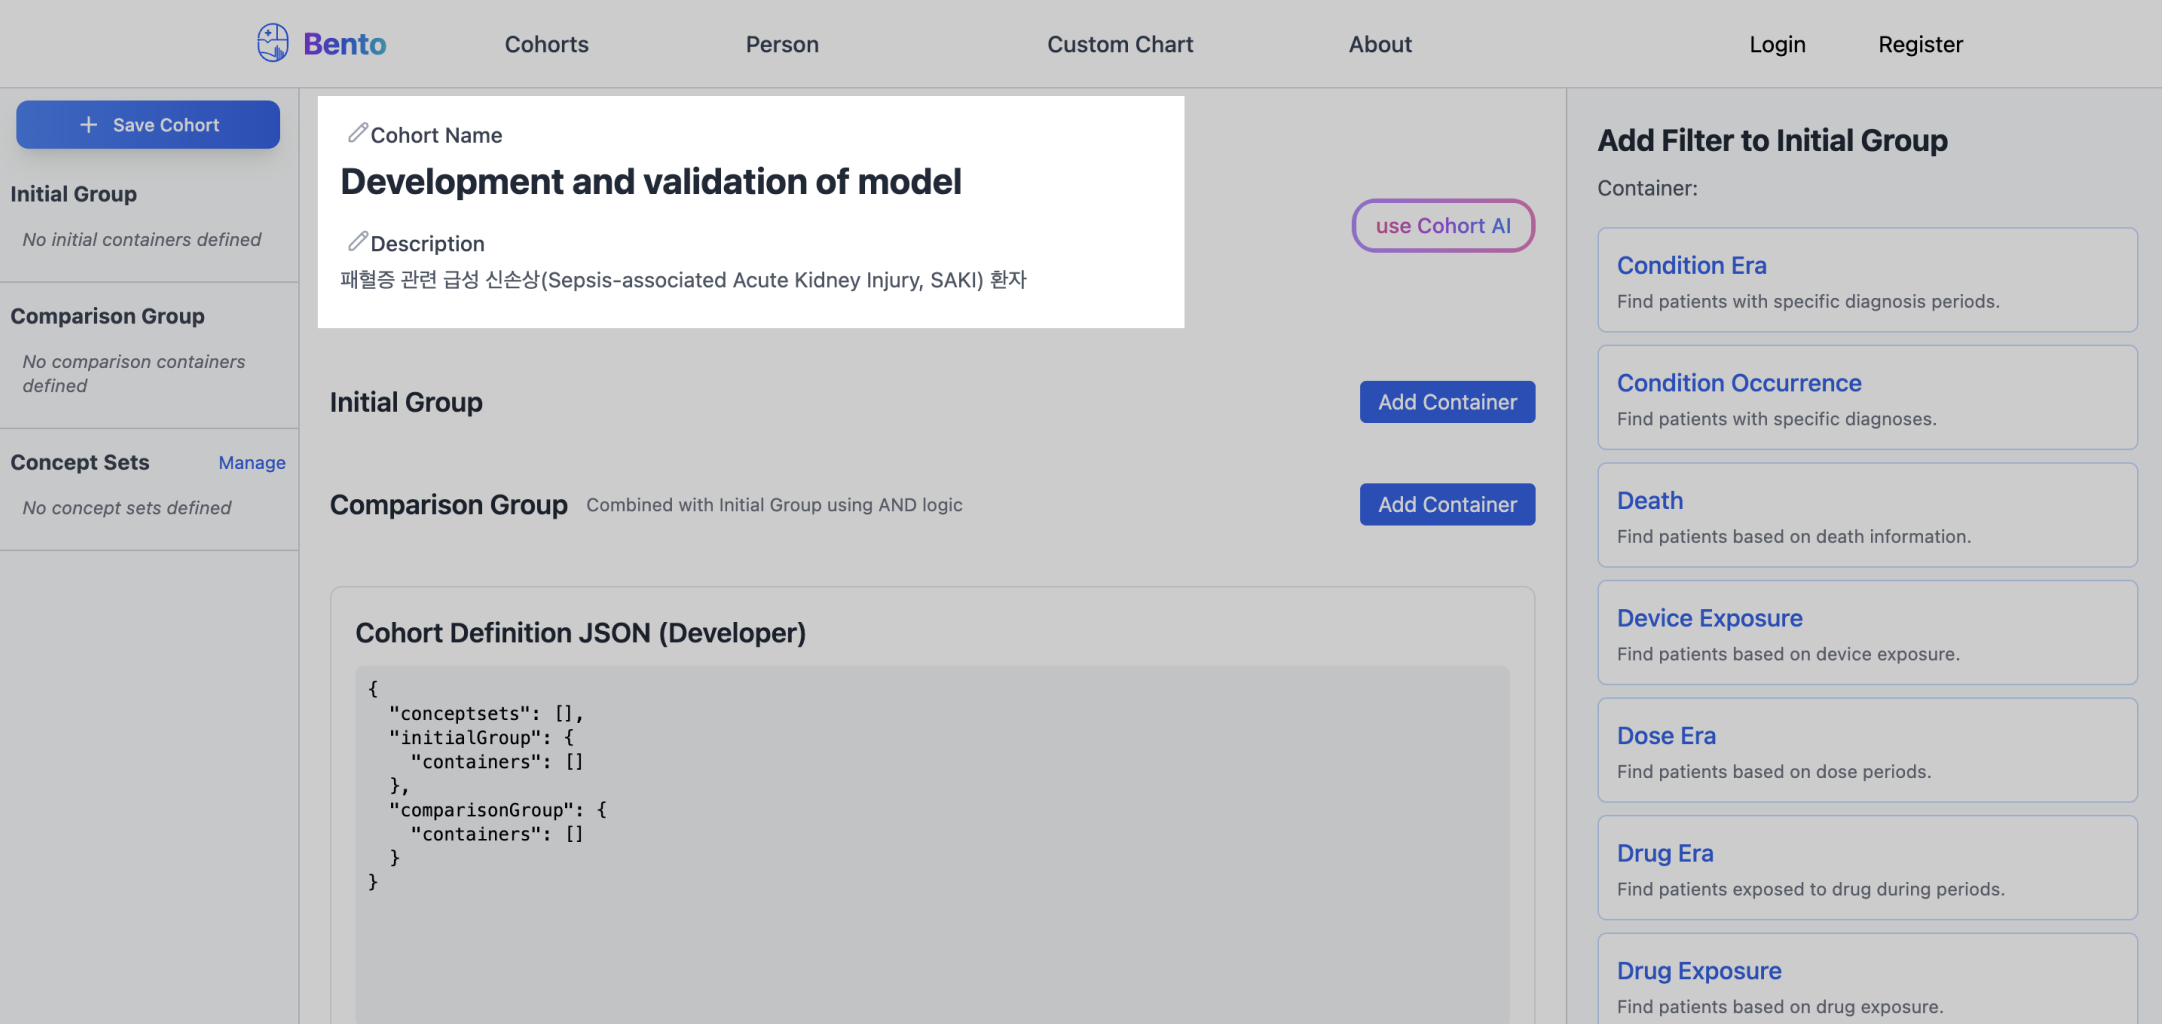 Bento
Cohorts
Person
Custom Chart
About
Login
Register
+ Save Cohort
Initial Group
No initial containers defined
Comparison Group
No comparison containers
defined
Concept Sets
Manage
No concept sets defined
Cohort Name
Development and validation of model
Description
패혈증 관련 급성 신손상(Sepsis-associated Acute Kidney Injury, SAKI) 환자
use Cohort AI
Initial Group
Add Container
Comparison Group
Combined with Initial Group using AND logic
Add Container
Cohort Definition JSON (Developer)
{
  "conceptsets": [],
  "initialGroup": {
    "containers": []
  },
  "comparisonGroup": {
    "containers": []
  }
}
Add Filter to Initial Group
Container:
Condition Era
Find patients with specific diagnosis periods.
Condition Occurrence
Find patients with specific diagnoses.
Death
Find patients based on death information.
Device Exposure
Find patients based on device exposure.
Dose Era
Find patients based on dose periods.
Drug Era
Find patients exposed to drug during periods.
Drug Exposure
Find patients based on drug exposure.